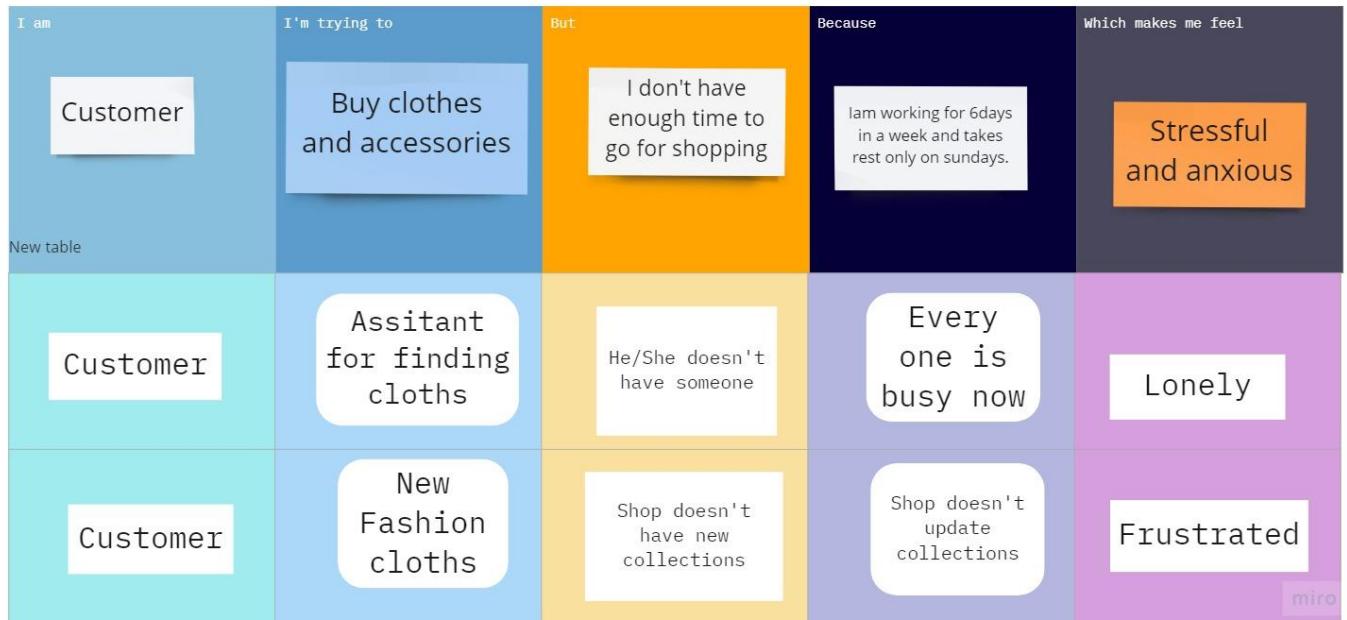 I am
I'm trying to
But
Because
Which makes me feel
Customer
Buy clothes
and accessories
I don't have
enough time to
go for shopping
Iam working for 6days
in a week and takes
rest only on sundays.
Stressful
and anxious
New table
Customer
Assitant
for finding
cloths
He/She doesn't
have someone
Every
one is
busy now
Lonely
Customer
New
Fashion
cloths
Shop doesn't
have new
collections
Shop doesn't
update
collections
Frustrated
miro